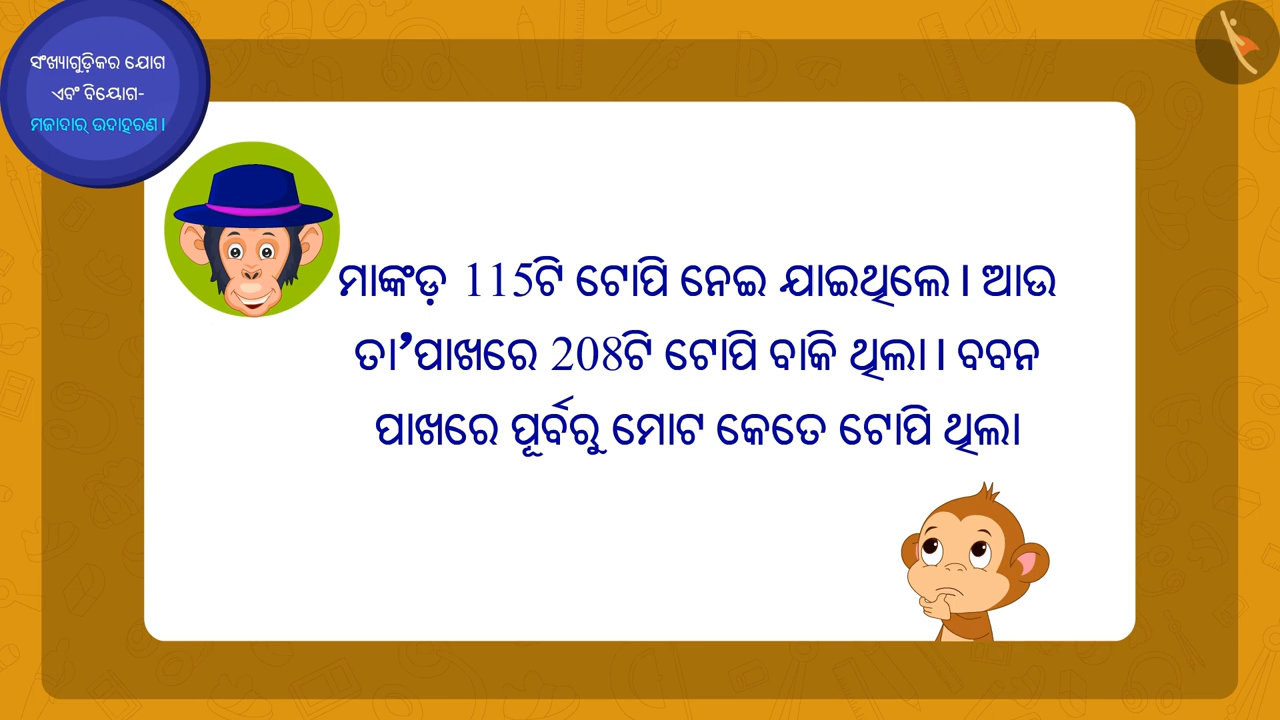 ସଂଖ୍ୟାଗୁଡ଼ିକର ଯୋଗ
ଏବଂ ବିୟୋଗ-
ମଜାଦାର୍ ଉଦାହରଣ ।
ମାଙ୍କଡ଼ 115ଟି ଟୋପି ନେଇ ଯାଇଥିଲେ । ଆଉ
ତା’ପାଖରେ 208ଟି ଟୋପି ବାକି ଥିଲା । ବବନ
ପାଖରେ ପୂର୍ବରୁ ମୋଟ କେତେ ଟୋପି ଥିଲା